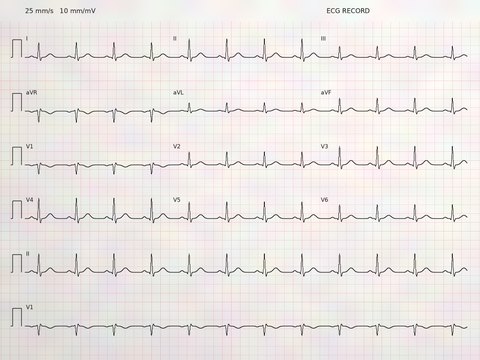 25 mm/s 10 mm/mV ECG RECORD
I II III
aVR aVL aVF
V1 V2 V3
V4 V5 V6
II
V1